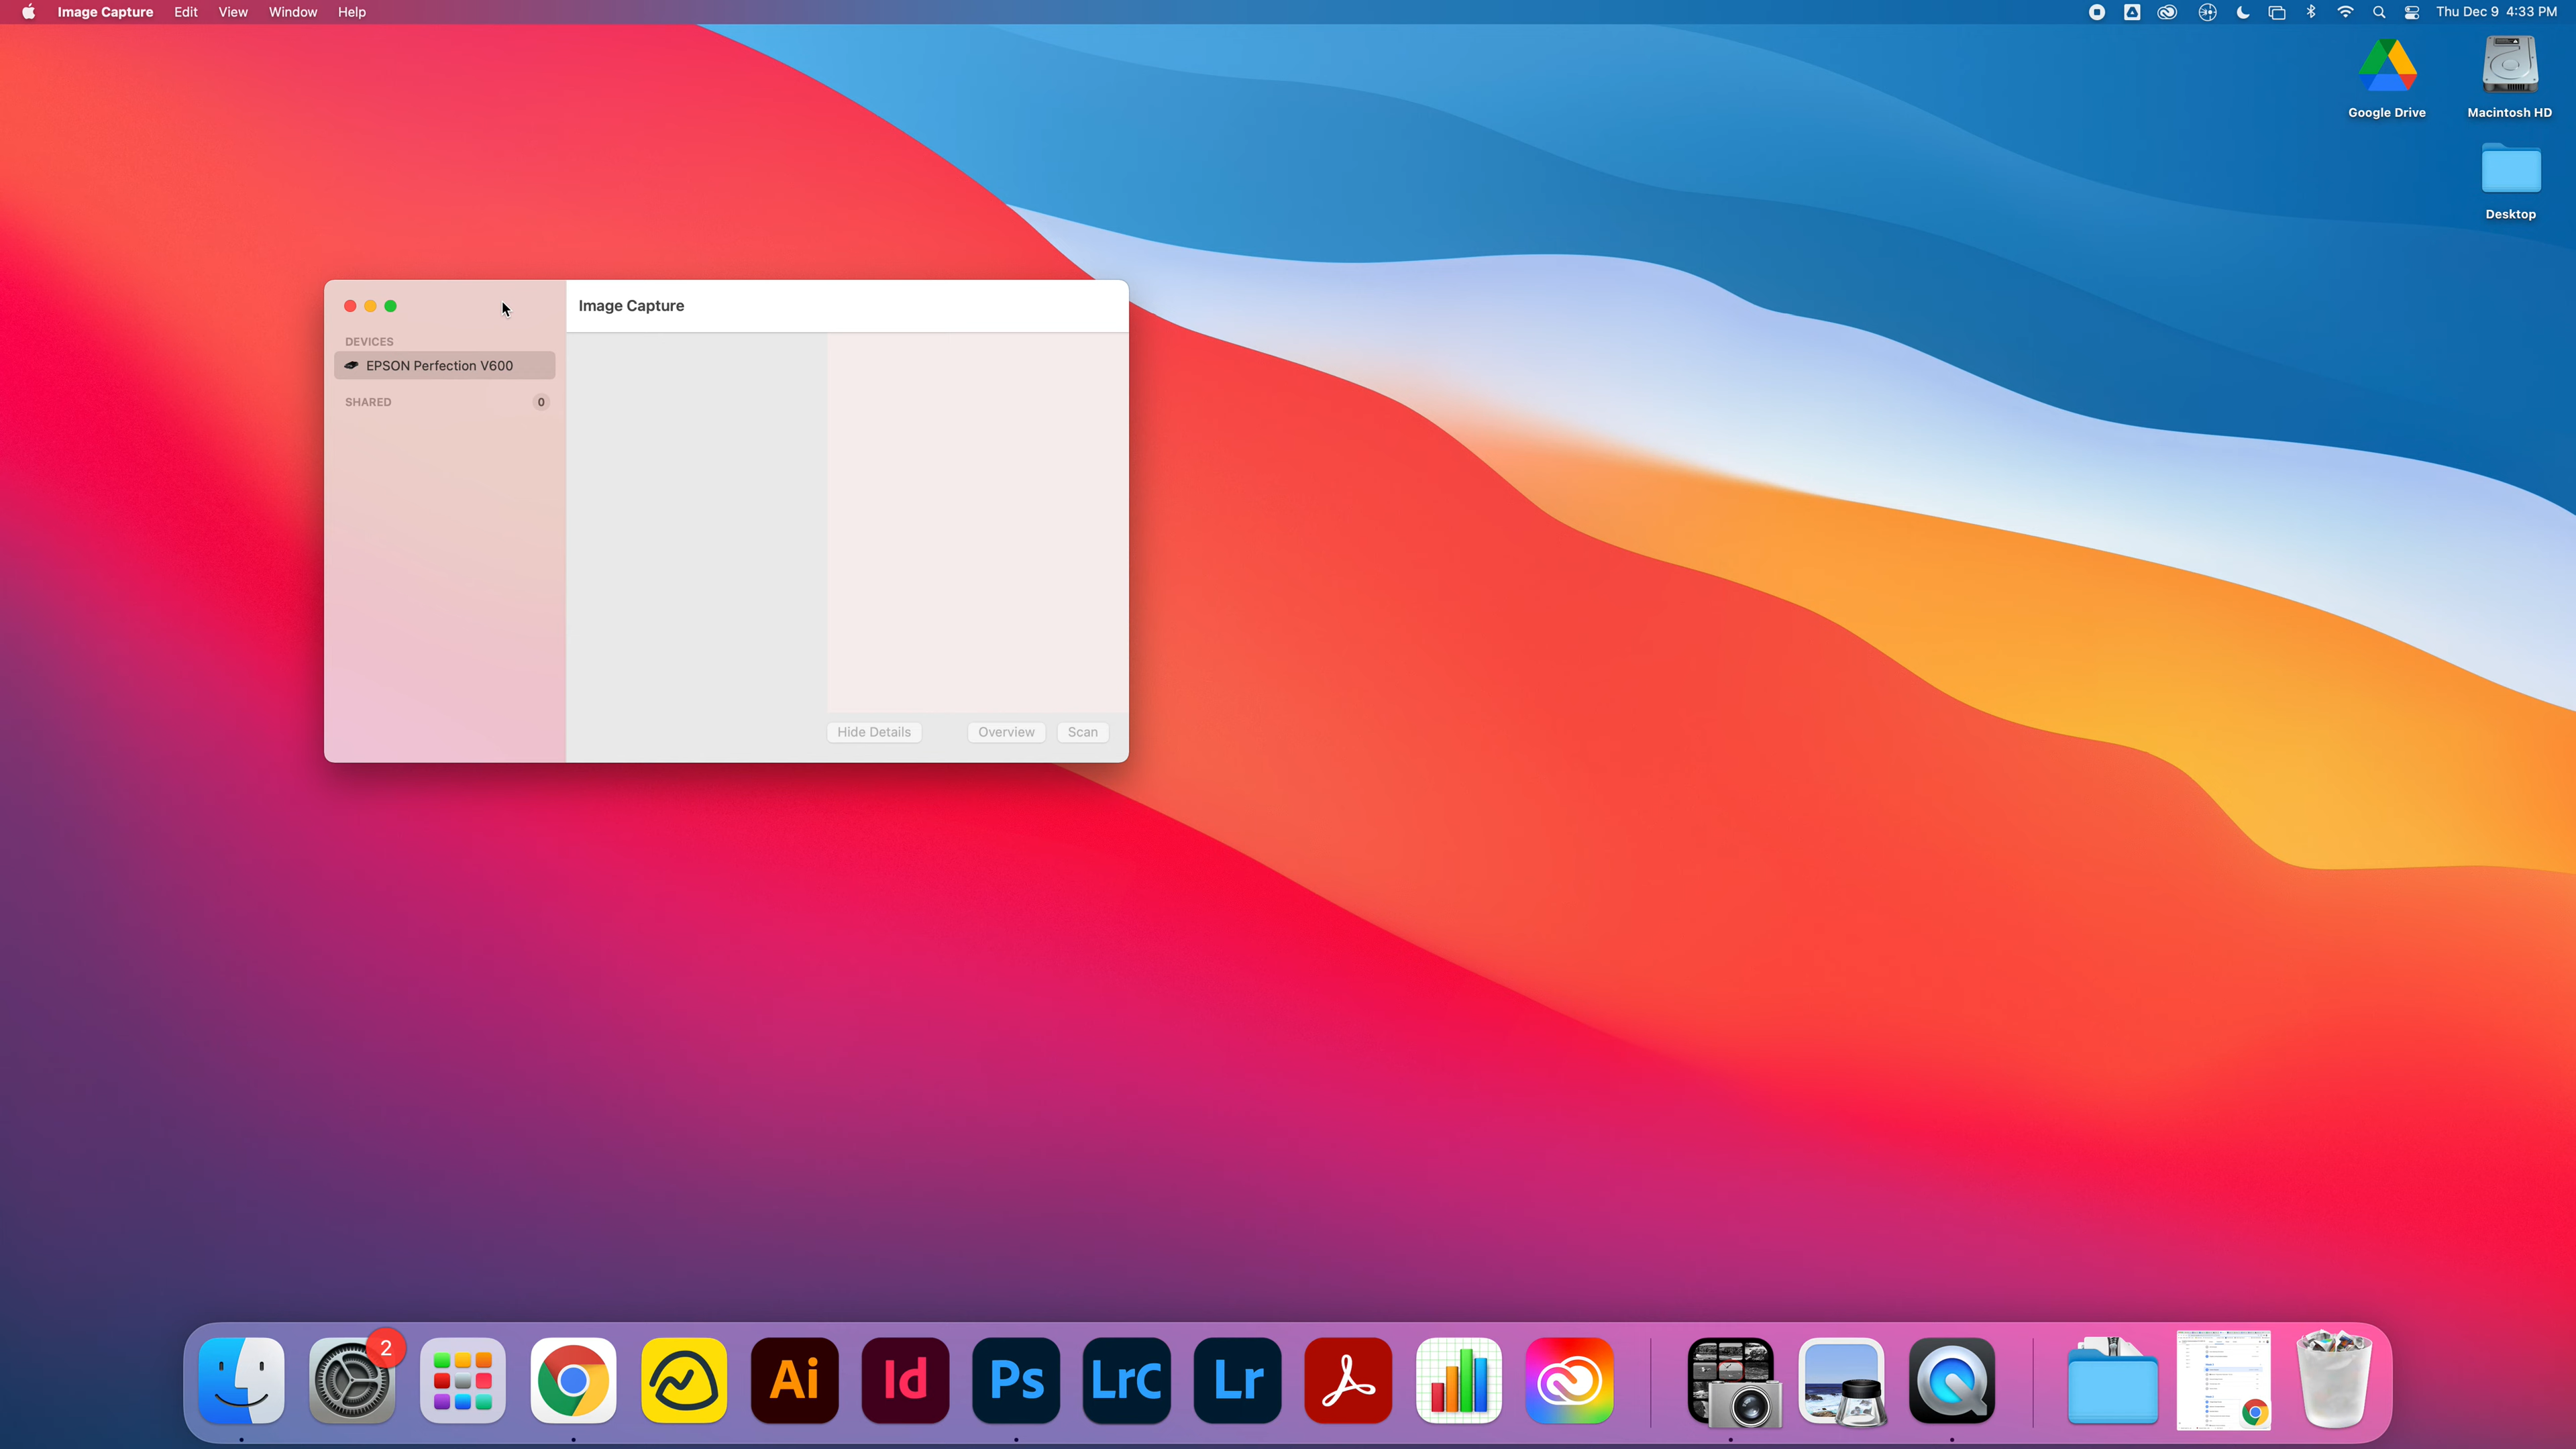 Image Capture Edit View Window Help
Thu Dec 9 4:33 PM
Google Drive
Macintosh HD
Desktop
Image Capture
DEVICES
EPSON Perfection V600
SHARED
0
Hide Details
Overview
Scan
2
Ai
Id
Ps
LrC
Lr